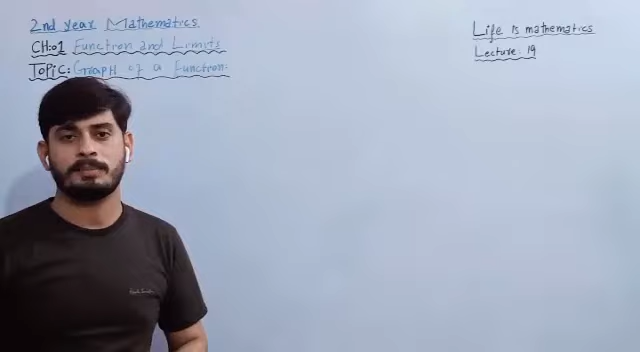 2nd year Mathematics
CH:01 Function and Limits
Topic: Graph of a Function:
Life is mathematics
Lecture: 19